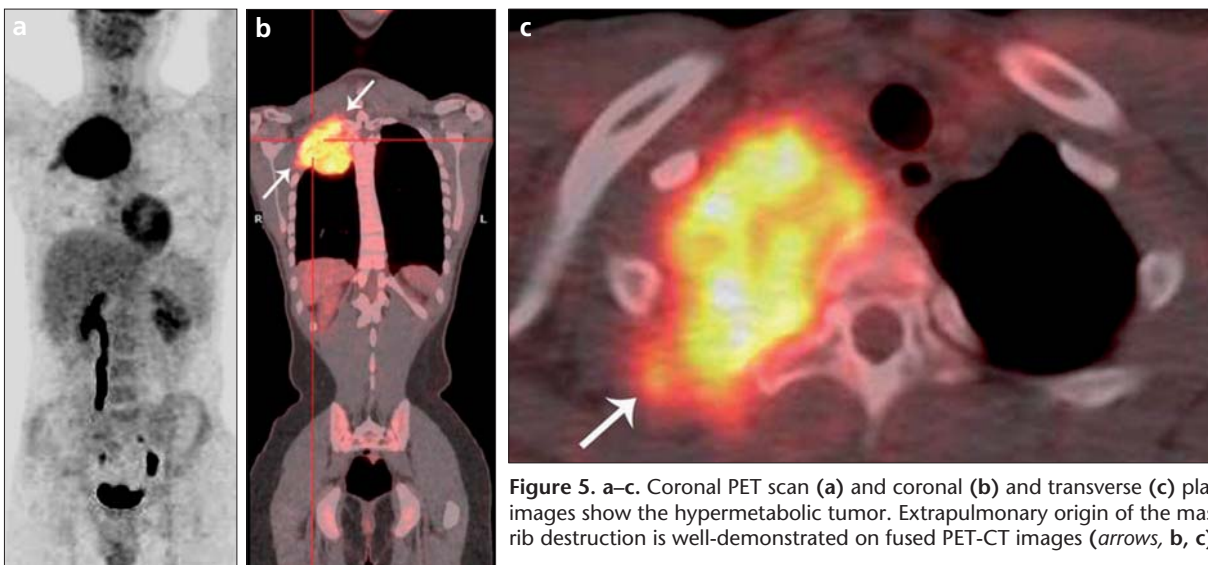 a
b
c
R
L
Figure 5. a–c. Coronal PET scan (a) and coronal (b) and transverse (c) pla
images show the hypermetabolic tumor. Extrapulmonary origin of the mas
rib destruction is well-demonstrated on fused PET-CT images (arrows, b, c)